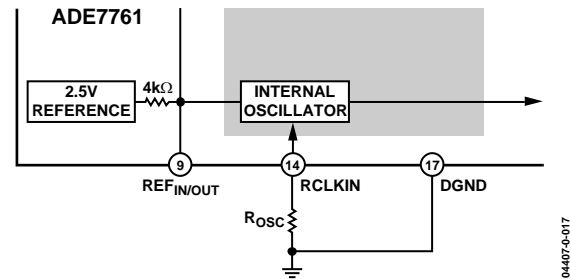 ADE7761
2.5V
REFERENCE
4kΩ
INTERNAL
OSCILLATOR
9
14
17
REFIN/OUT
RCLKIN
DGND
ROSC
04407-0-017